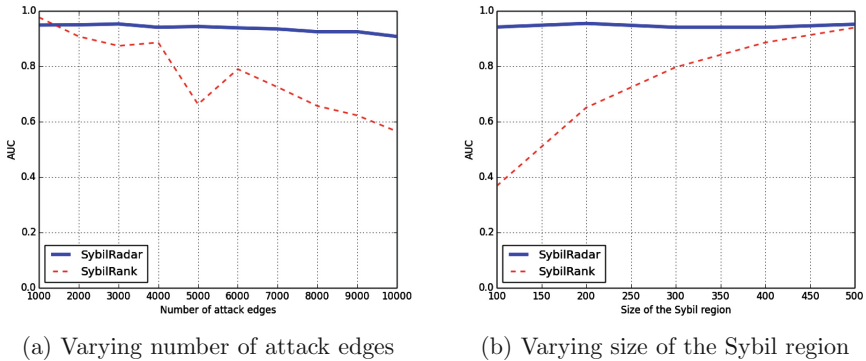 1.0
0.8
0.6
0.4
0.2
0.0
AUC
SybilRadar
SybilRank
1000 2000 3000 4000 5000 6000 7000 8000 9000 10000
Number of attack edges
(a) Varying number of attack edges
1.0
0.8
0.6
0.4
0.2
0.0
AUC
SybilRadar
SybilRank
100 150 200 250 300 350 400 450 500
Size of the Sybil region
(b) Varying size of the Sybil region